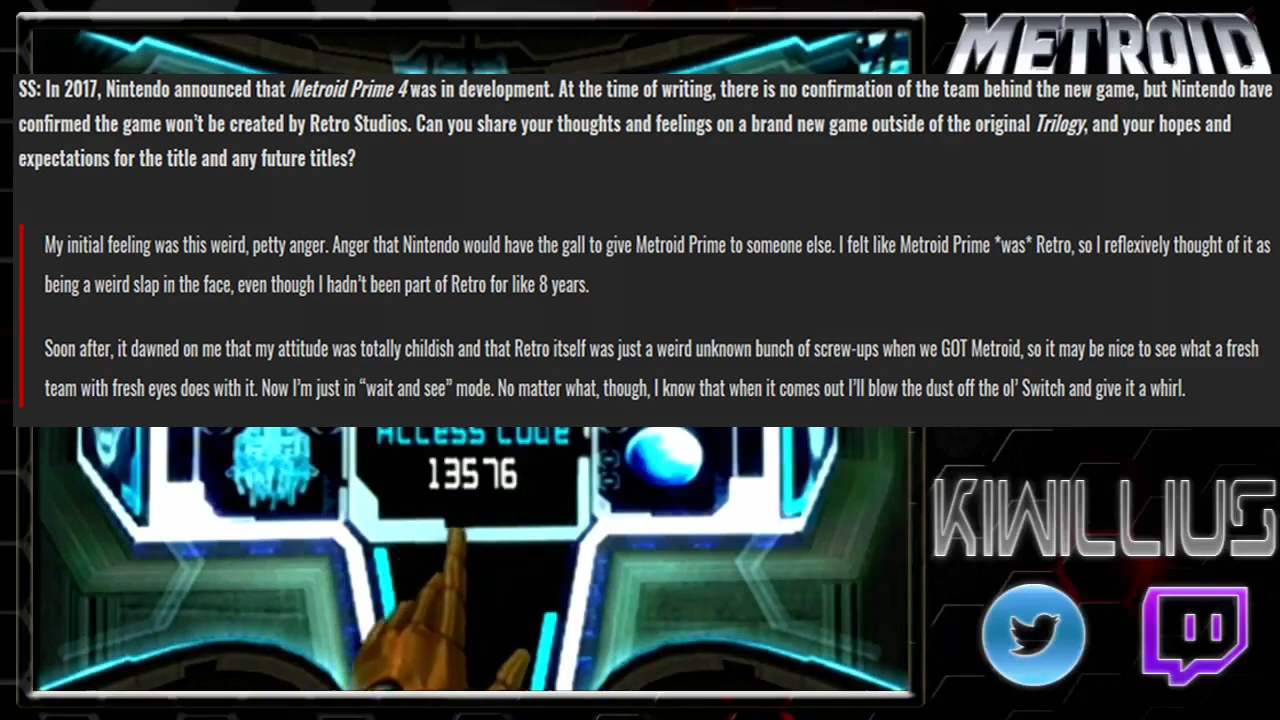 METROID
SS: In 2017, Nintendo announced that Metroid Prime 4 was in development. At the time of writing, there is no confirmation of the team behind the new game, but Nintendo have
confirmed the game won't be created by Retro Studios. Can you share your thoughts and feelings on a brand new game outside of the original Trilogy, and your hopes and
expectations for the title and any future titles?
My initial feeling was this weird, petty anger. Anger that Nintendo would have the gall to give Metroid Prime to someone else. I felt like Metroid Prime *was* Retro, so I reflexively thought of it as
being a weird slap in the face, even though I hadn't been part of Retro for like 8 years.
Soon after, it dawned on me that my attitude was totally childish and that Retro itself was just a weird unknown bunch of screw-ups when we GOT Metroid, so it may be nice to see what a fresh
team with fresh eyes does with it. Now I'm just in “wait and see” mode. No matter what, though, I know that when it comes out I'll blow the dust off the ol' Switch and give it a whirl.
ACCESS CODE
13576
KIWILLIUS